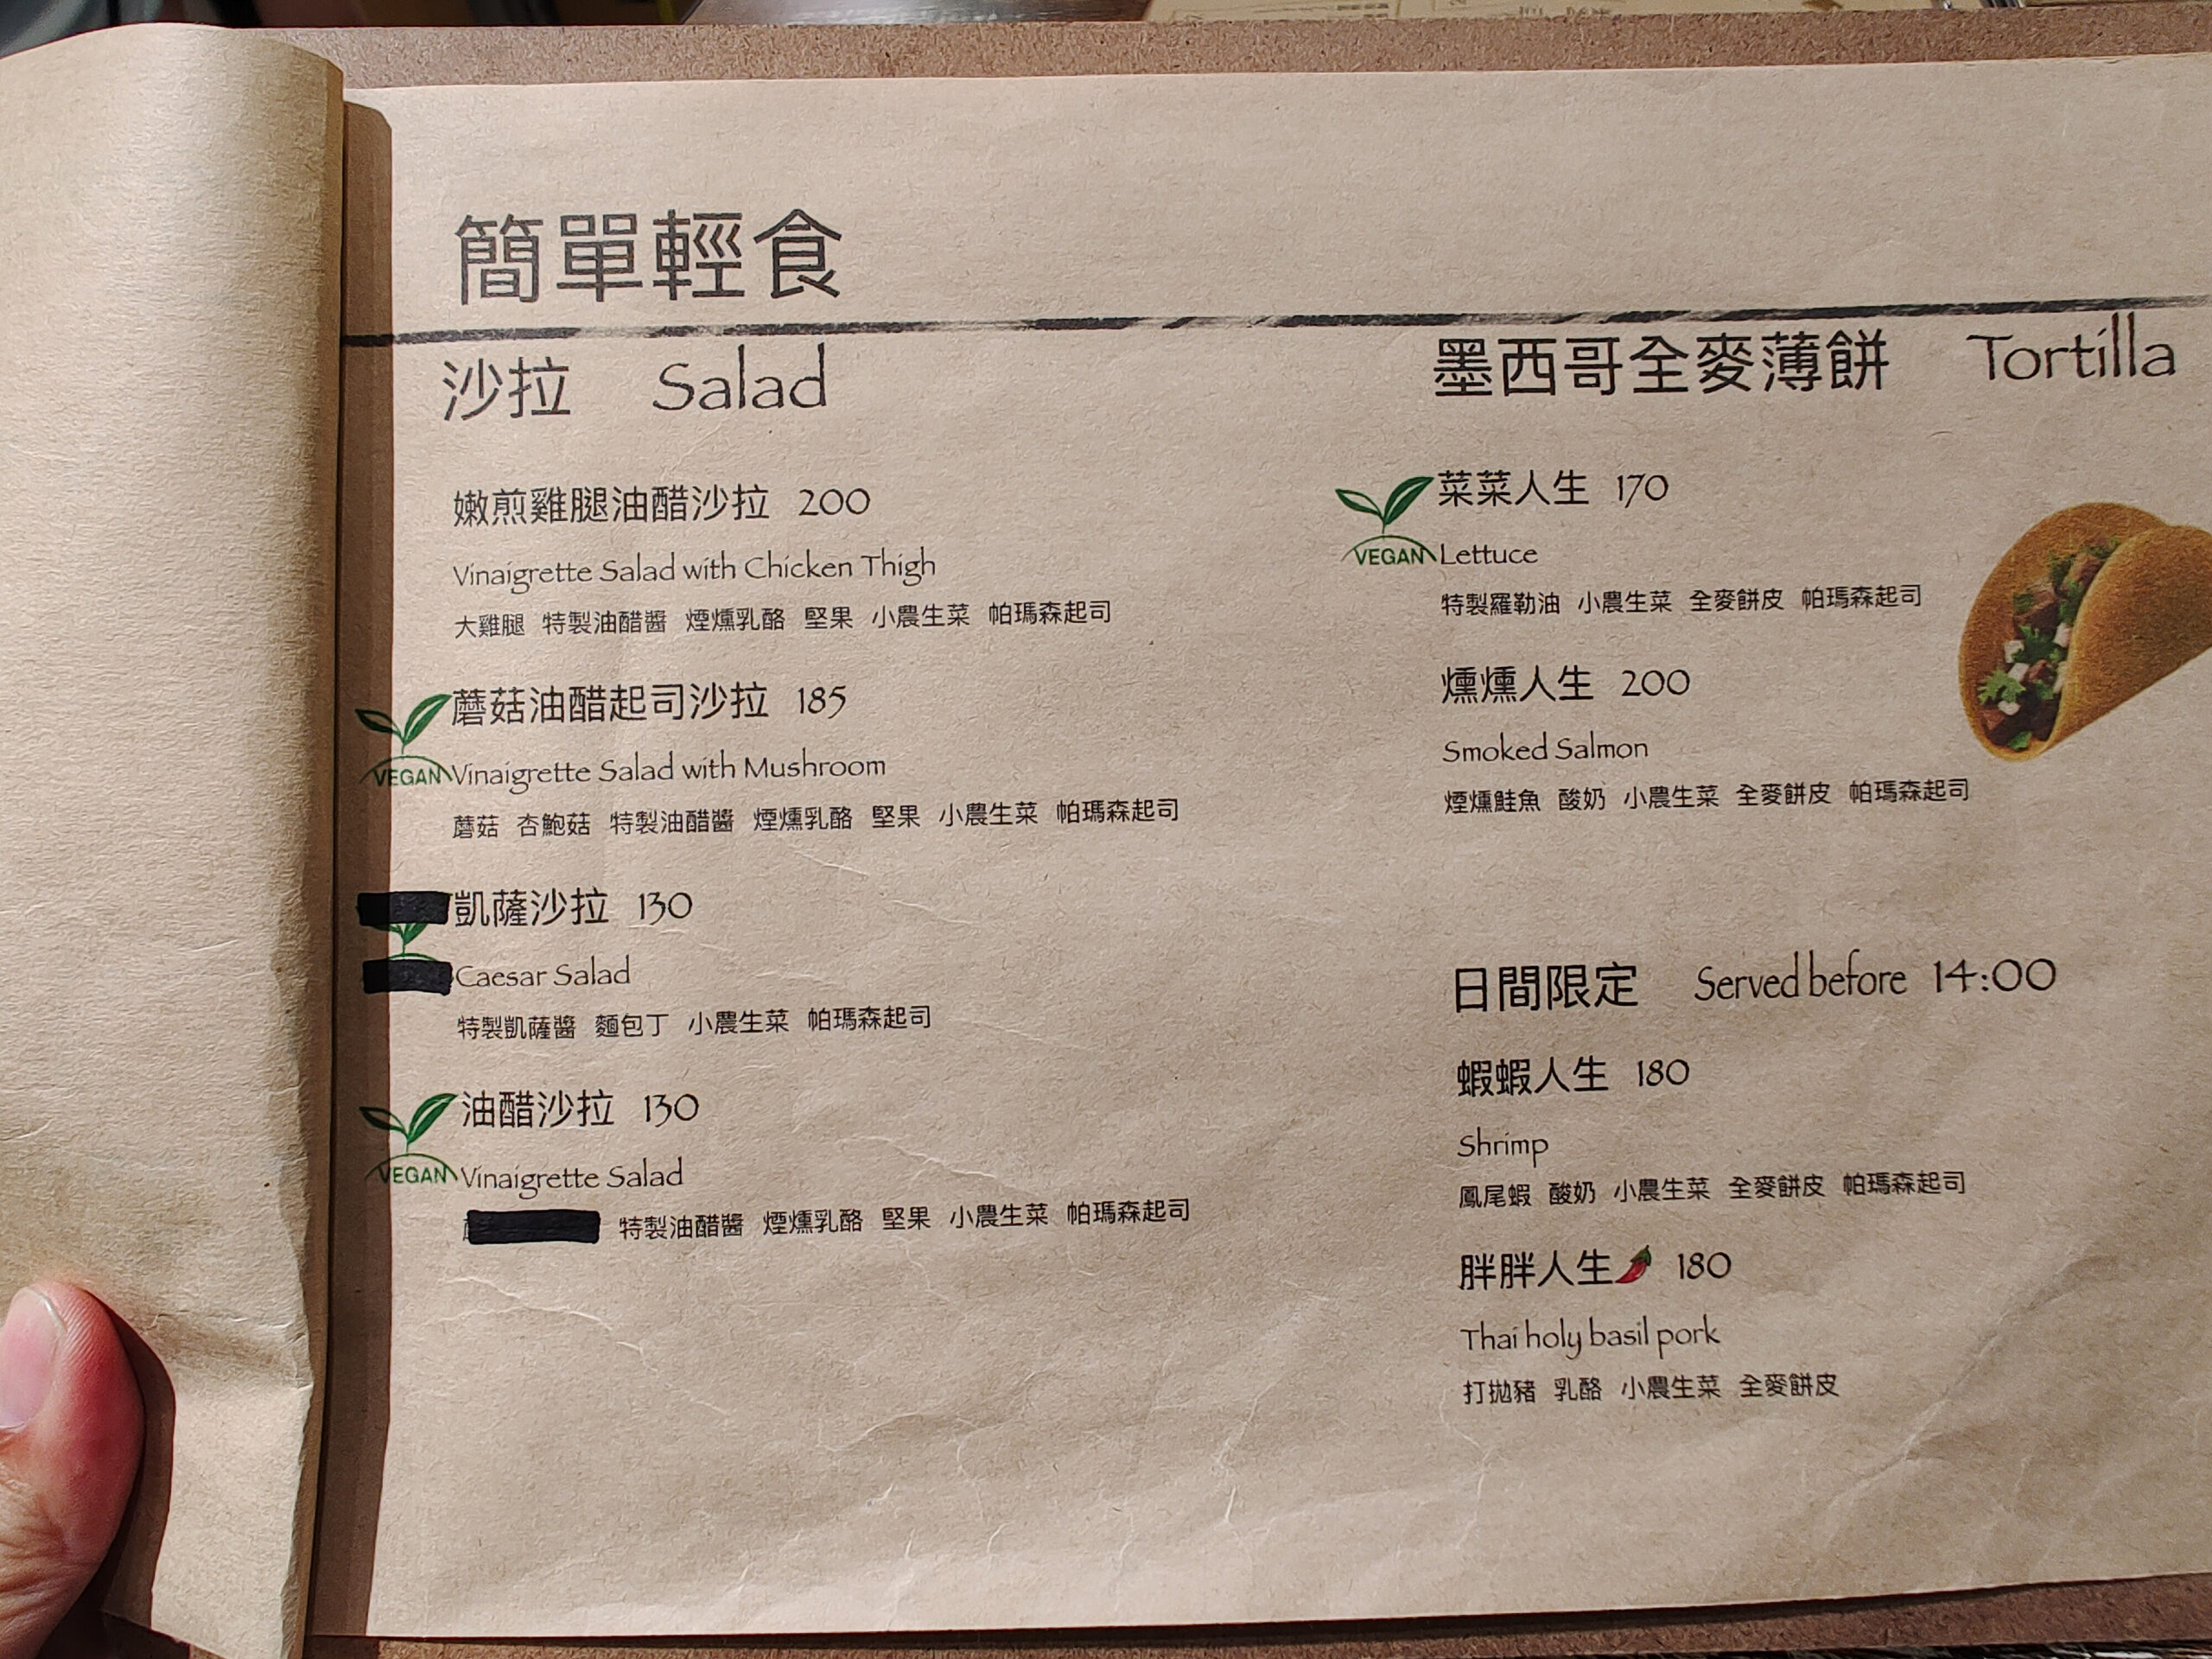 簡單輕食
沙拉 Salad
嫩煎雞腿油醋沙拉 200
Vinaigrette Salad with Chicken Thigh
大雞腿 特製油醋醬 煙燻乳酪 堅果 小農生菜 帕瑪森起司
蘑菇油醋起司沙拉 185
VEGAN Vinaigrette Salad with Mushroom
蘑菇 杏鮑菇 特製油醋醬 煙燻乳酪 堅果 小農生菜 帕瑪森起司
凱薩沙拉 130
Caesar Salad
特製凱薩醬 麵包丁 小農生菜 帕瑪森起司
油醋沙拉 130
VEGAN Vinaigrette Salad
特製油醋醬 煙燻乳酪 堅果 小農生菜 帕瑪森起司
墨西哥全麥薄餅 Tortilla
菜菜人生 170
VEGAN Lettuce
特製羅勒油 小農生菜 全麥餅皮 帕瑪森起司
燻燻人生 200
Smoked Salmon
煙燻鮭魚 酸奶 小農生菜 全麥餅皮 帕瑪森起司
日間限定 Served before 14:00
蝦蝦人生 180
Shrimp
鳳尾蝦 酸奶 小農生菜 全麥餅皮 帕瑪森起司
胖胖人生 180
Thai holy basil pork
打拋豬 乳酪 小農生菜 全麥餅皮